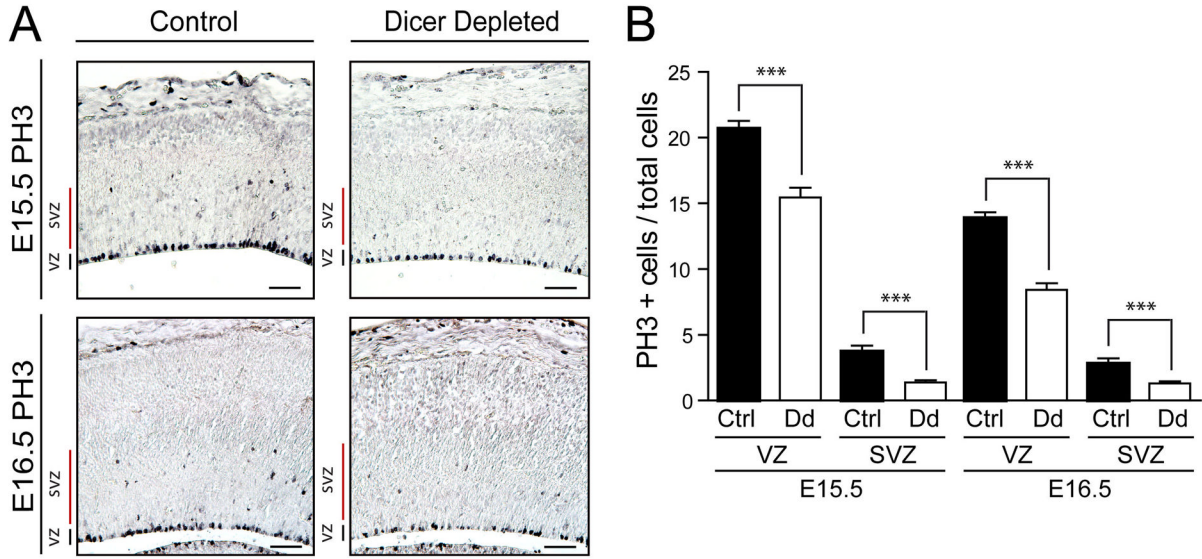 A
Control
Dicer Depleted
E15.5 PH3
SVZ
VZ
SVZ
VZ
E16.5 PH3
SVZ
VZ
SVZ
VZ
B
PH3 + cells / total cells
25
20
15
10
5
0
***
***
***
***
Ctrl Dd Ctrl Dd Ctrl Dd Ctrl Dd
VZ SVZ VZ SVZ
E15.5 E16.5